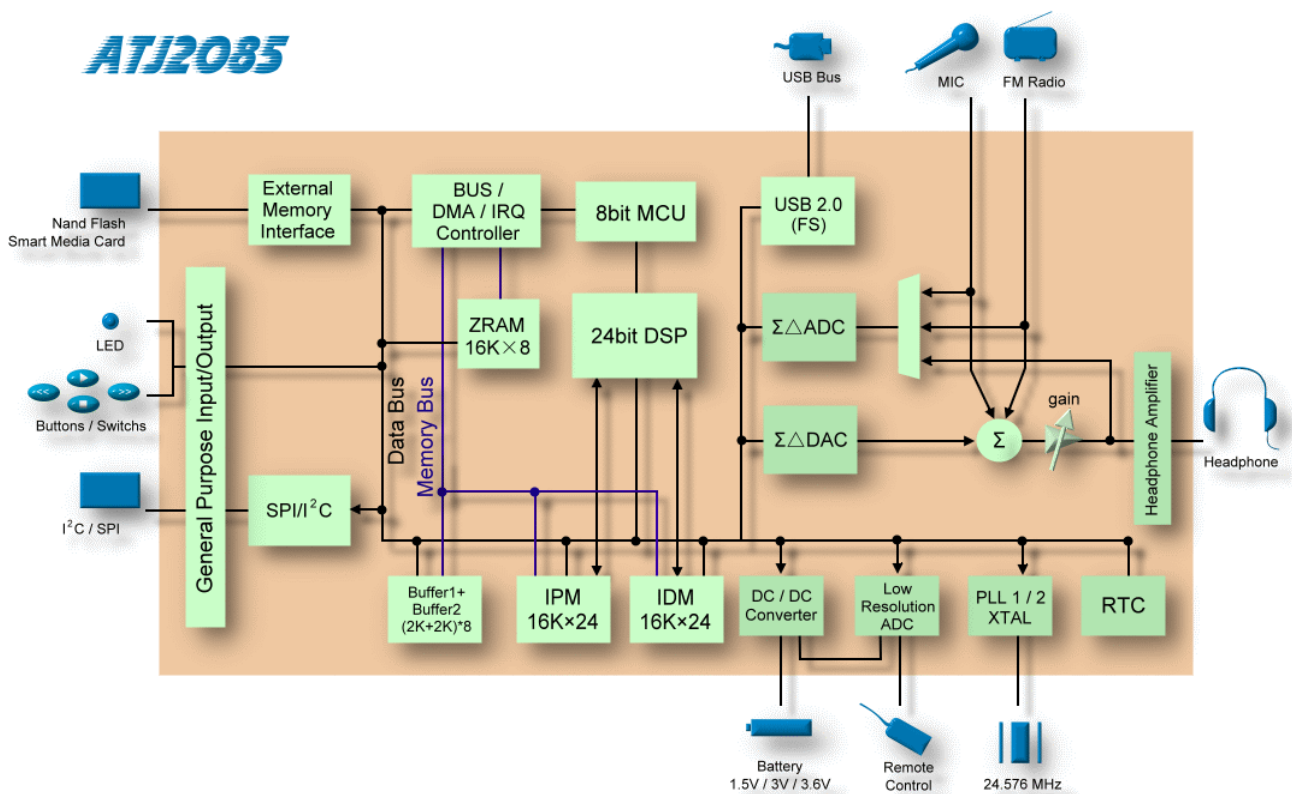 ATJ2085
USB Bus
MIC
FM Radio
Nand Flash
Smart Media Card
External
Memory
Interface
BUS /
DMA / IRQ
Controller
8bit MCU
USB 2.0
(FS)
LED
<<<
>>>
Buttons / Switchs
General Purpose Input/Output
ZRAM
16K×8
24bit DSP
Σ△ADC
Data Bus
Memory Bus
Σ△DAC
Σ
gain
Headphone Amplifier
Headphone
I²C / SPI
SPI/I²C
Buffer1+
Buffer2
(2K+2K)*8
IPM
16K×24
IDM
16K×24
DC / DC
Converter
Low
Resolution
ADC
PLL 1 / 2
XTAL
RTC
Battery
1.5V / 3V / 3.6V
Remote
Control
24.576 MHz